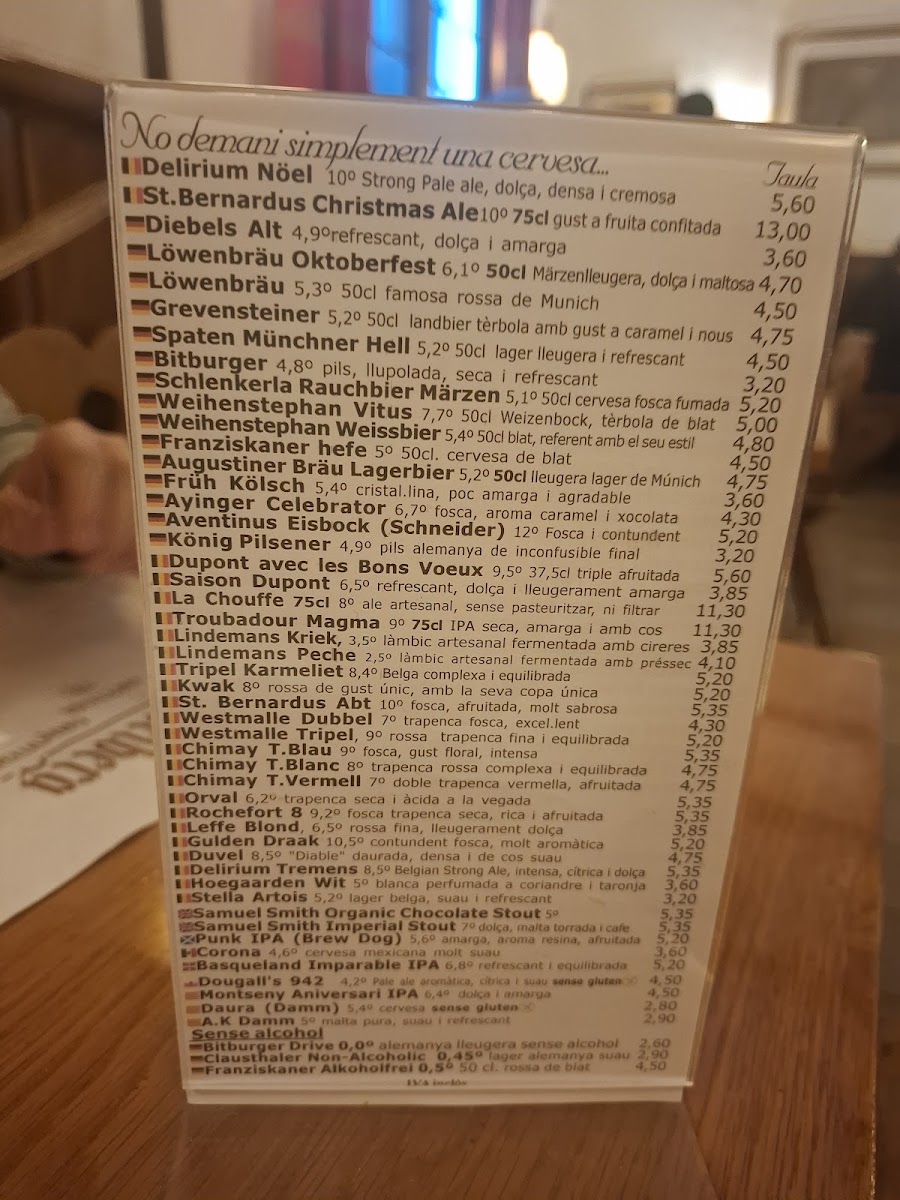 No demani simplement una cervesa...
Taula
Delirium Nöel 10º Strong Pale ale, dolça, densa i cremosa 5,60
St.Bernardus Christmas Ale10º 75cl gust a fruita confitada 13,00
Diebels Alt 4,9ºrefrescant, dolça i amarga 3,60
Löwenbräu Oktoberfest 6,1º 50cl Märzenlleugera, dolça i maltosa 4,70
Löwenbräu 5,3º 50cl famosa rossa de Munich 4,50
Grevensteiner 5,2º 50cl landbier tèrbola amb gust a caramel i nous 4,75
Spaten Münchner Hell 5,2º 50cl lager lleugera i refrescant 4,50
Bitburger 4,8º pils, llupolada, seca i refrescant 3,20
Schlenkerla Rauchbier Märzen 5,1º 50cl cervesa fosca fumada 5,20
Weihenstephan Vitus 7,7º 50cl Weizenbock, tèrbola de blat 5,00
Weihenstephan Weissbier 5,4º 50cl blat, referent amb el seu estil 4,80
Franziskaner hefe 5º 50cl. cervesa de blat 4,50
Augustiner Bräu Lagerbier 5,2º 50cl lleugera lager de Múnich 4,75
Früh Kölsch 5,4º cristal.lina, poc amarga i agradable 3,60
Ayinger Celebrator 6,7º fosca, aroma caramel i xocolata 4,30
Aventinus Eisbock (Schneider) 12º Fosca i contundent 5,20
König Pilsener 4,9º pils alemanya de inconfusible final 3,20
Dupont avec les Bons Voeux 9,5º 37,5cl triple afruitada 5,60
Saison Dupont 6,5º refrescant, dolça i lleugerament amarga 3,85
La Chouffe 75cl 8º ale artesanal, sense pasteuritzar, ni filtrar 11,30
Troubadour Magma 9º 75cl IPA seca, amarga i amb cos 11,30
Lindemans Kriek, 3,5º làmbic artesanal fermentada amb cireres 3,85
Lindemans Peche 2,5º làmbic artesanal fermentada amb préssec 4,10
Tripel Karmeliet 8,4º Belga complexa i equilibrada 5,20
Kwak 8º rossa de gust únic, amb la seva copa única 5,20
St. Bernardus Abt 10º fosca, afruitada, molt sabrosa 5,35
Westmalle Dubbel 7º trapenca fosca, excel.lent 4,30
Westmalle Tripel, 9º rossa trapenca fina i equilibrada 5,20
Chimay T.Blau 9º fosca, gust floral, intensa 5,35
Chimay T.Blanc 8º trapenca rossa complexa i equilibrada 4,75
Chimay T.Vermell 7º doble trapenca vermella, afruitada 4,75
Orval 6,2º trapenca seca i àcida a la vegada 5,35
Rochefort 8 9,2º fosca trapenca seca, rica i afruitada 5,35
Leffe Blond, 6,5º rossa fina, lleugerament dolça 3,85
Gulden Draak 10,5º contundent fosca, molt aromàtica 5,20
Duvel 8,5º "Diable" daurada, densa i de cos suau 4,75
Delirium Tremens 8,5º Belgian Strong Ale, intensa, cítrica i dolça 5,35
Hoegaarden Wit 5º blanca perfumada a coriandre i taronja 3,60
Stella Artois 5,2º lager belga, suau i refrescant 3,20
Samuel Smith Organic Chocolate Stout 5º 5,35
Samuel Smith Imperial Stout 7º dolça, malta torrada i cafe 5,35
Punk IPA (Brew Dog) 5,6º amarga, aroma resina, afruitada 5,20
Corona 4,6º cervesa mexicana molt suau 3,60
Basqueland Imparable IPA 6,8º refrescant i equilibrada 5,20
Dougall's 942 4,2º Pale ale aromàtica, cítrica i suau sense gluten 4,50
Montseny Aniversari IPA 6,4º dolça i amarga 4,50
Daura (Damm) 5,4º cervesa sense gluten 2,80
A.K Damm 5º malta pura, suau i refrescant 2,90
Sense alcohol
Bitburger Drive 0,0º alemanya lleugera sense alcohol 2,60
Clausthaler Non-Alcoholic 0,45º lager alemanya suau 2,90
Franziskaner Alkoholfrei 0,5º 50 cl. rossa de blat 4,50
IVA inclòs